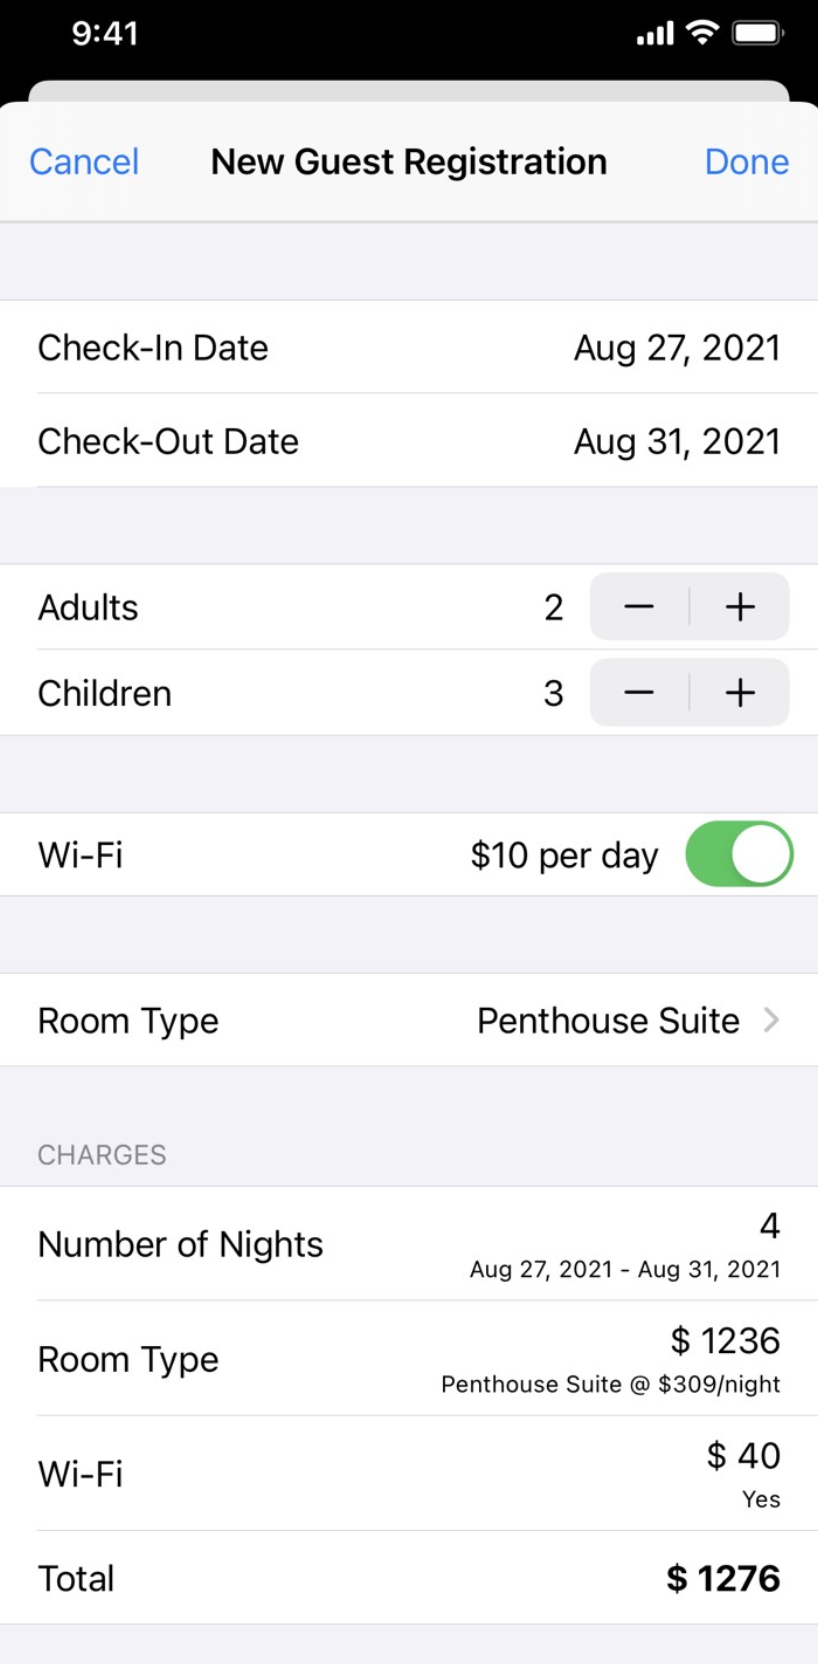 9:41
Cancel New Guest Registration Done
Check-In Date Aug 27, 2021
Check-Out Date Aug 31, 2021
Adults 2 − +
Children 3 − +
Wi-Fi $10 per day
Room Type Penthouse Suite
CHARGES
Number of Nights 4
Aug 27, 2021 - Aug 31, 2021
Room Type $ 1236
Penthouse Suite @ $309/night
Wi-Fi $ 40
Yes
Total $ 1276